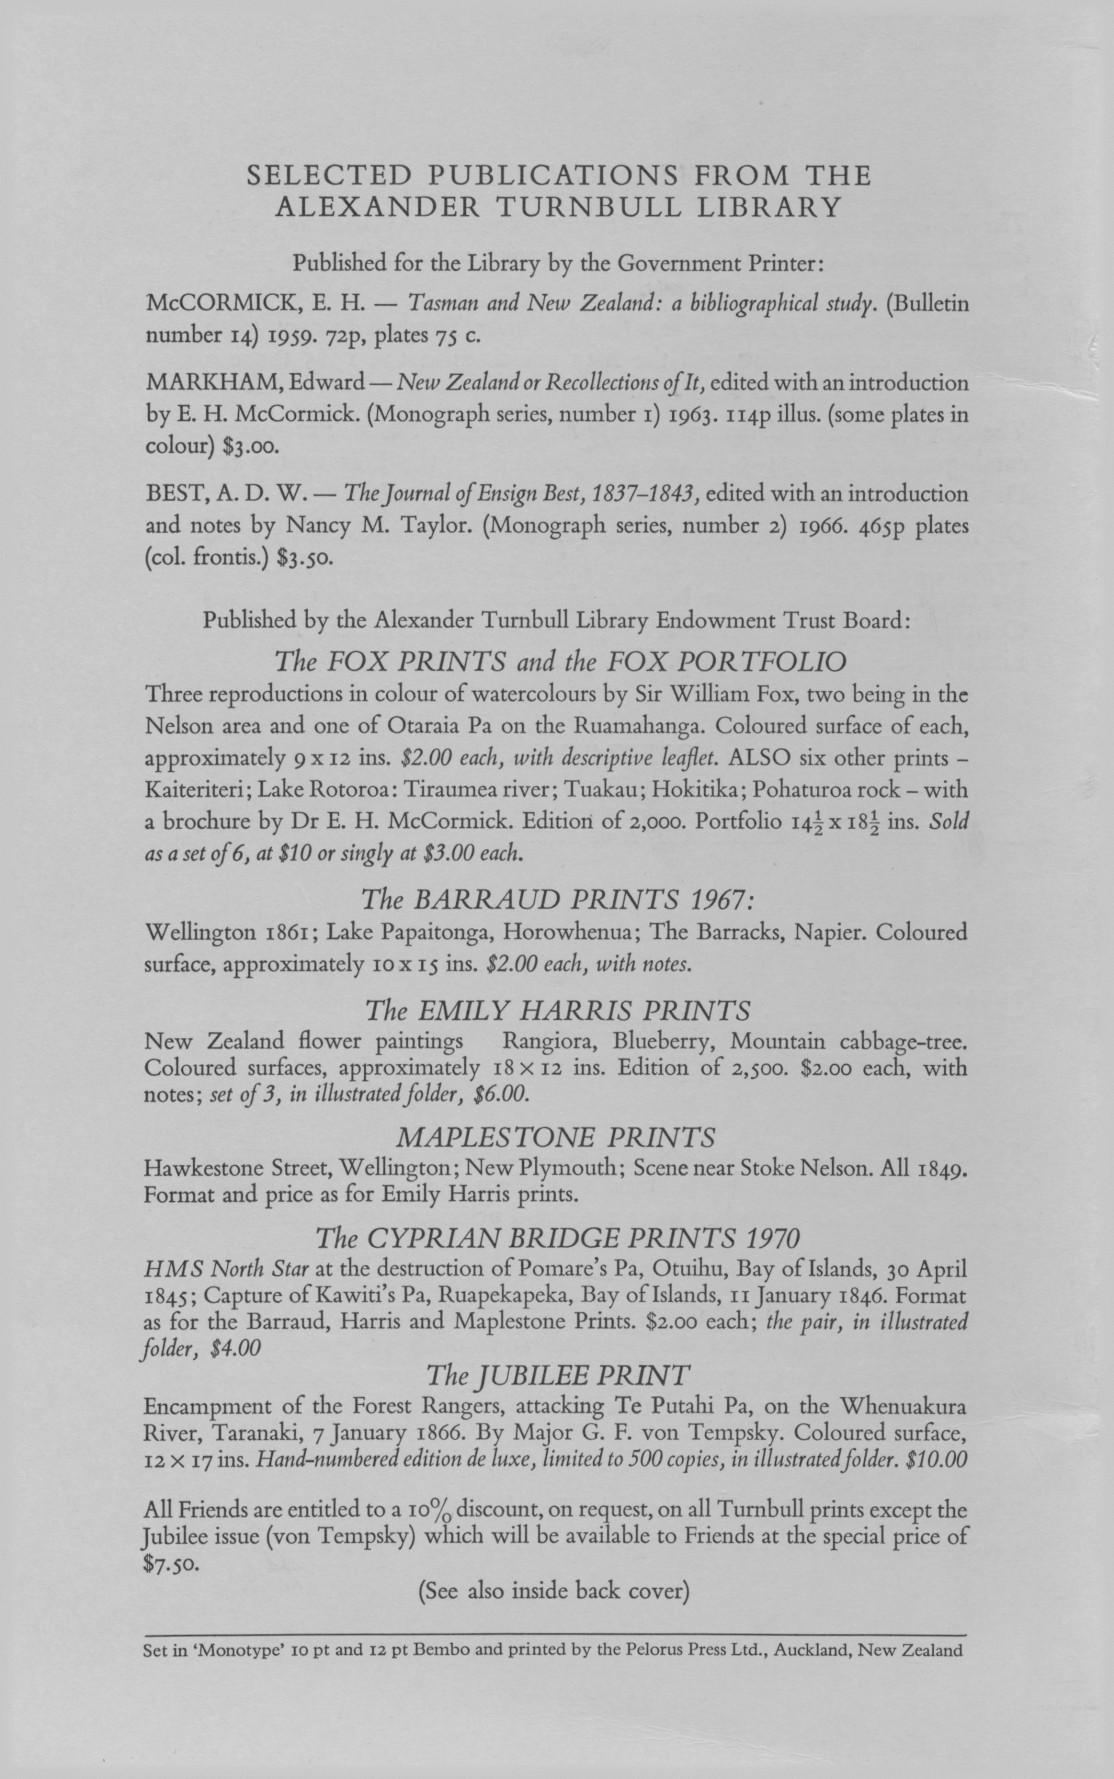 SELECTED PUBLICATIONS FROM THE
ALEXANDER TURNBULL LIBRARY
Published for the Library by the Government Printer:
McCORMICK, E. H. — Tasman and New Zealand: a bibliographical study. (Bulletin
number 14) 1959. 72p, plates 75 c.
MARKHAM, Edward — New Zealand or Recollections of It, edited with an introduction
by E. H. McCormick. (Monograph series, number 1) 1963. 114p illus. (some plates in
colour) $3.00.
BEST, A. D. W. — The Journal of Ensign Best, 1837–1843, edited with an introduction
and notes by Nancy M. Taylor. (Monograph series, number 2) 1966. 465p plates
(col. frontis.) $3.50.
Published by the Alexander Turnbull Library Endowment Trust Board:
The FOX PRINTS and the FOX PORTFOLIO
Three reproductions in colour of watercolours by Sir William Fox, two being in the
Nelson area and one of Otaraia Pa on the Ruamahanga. Coloured surface of each,
approximately 9 x 12 ins. $2.00 each, with descriptive leaflet. ALSO six other prints –
Kaiteriteri; Lake Rotoroa: Tiraumea river; Tuakau; Hokitika; Pohaturoa rock – with
a brochure by Dr E. H. McCormick. Edition of 2,000. Portfolio 14½ x 18½ ins. Sold
as a set of 6, at $10 or singly at $3.00 each.
The BARRAUD PRINTS 1967:
Wellington 1861; Lake Papaitonga, Horowhenua; The Barracks, Napier. Coloured
surface, approximately 10 x 15 ins. $2.00 each, with notes.
The EMILY HARRIS PRINTS
New Zealand flower paintings Rangiora, Blueberry, Mountain cabbage-tree.
Coloured surfaces, approximately 18 × 12 ins. Edition of 2,500. $2.00 each, with
notes; set of 3, in illustrated folder, $6.00.
MAPLESTONE PRINTS
Hawkestone Street, Wellington; New Plymouth; Scene near Stoke Nelson. All 1849.
Format and price as for Emily Harris prints.
The CYPRIAN BRIDGE PRINTS 1970
HMS North Star at the destruction of Pomare's Pa, Otuihu, Bay of Islands, 30 April
1845; Capture of Kawiti's Pa, Ruapekapeka, Bay of Islands, 11 January 1846. Format
as for the Barraud, Harris and Maplestone Prints. $2.00 each; the pair, in illustrated
folder, $4.00
The JUBILEE PRINT
Encampment of the Forest Rangers, attacking Te Putahi Pa, on the Whenuakura
River, Taranaki, 7 January 1866. By Major G. F. von Tempsky. Coloured surface,
12 × 17 ins. Hand-numbered edition de luxe, limited to 500 copies, in illustrated folder. $10.00
All Friends are entitled to a 10% discount, on request, on all Turnbull prints except the
Jubilee issue (von Tempsky) which will be available to Friends at the special price of
$7.50.
(See also inside back cover)
Set in 'Monotype' 10 pt and 12 pt Bembo and printed by the Pelorus Press Ltd., Auckland, New Zealand